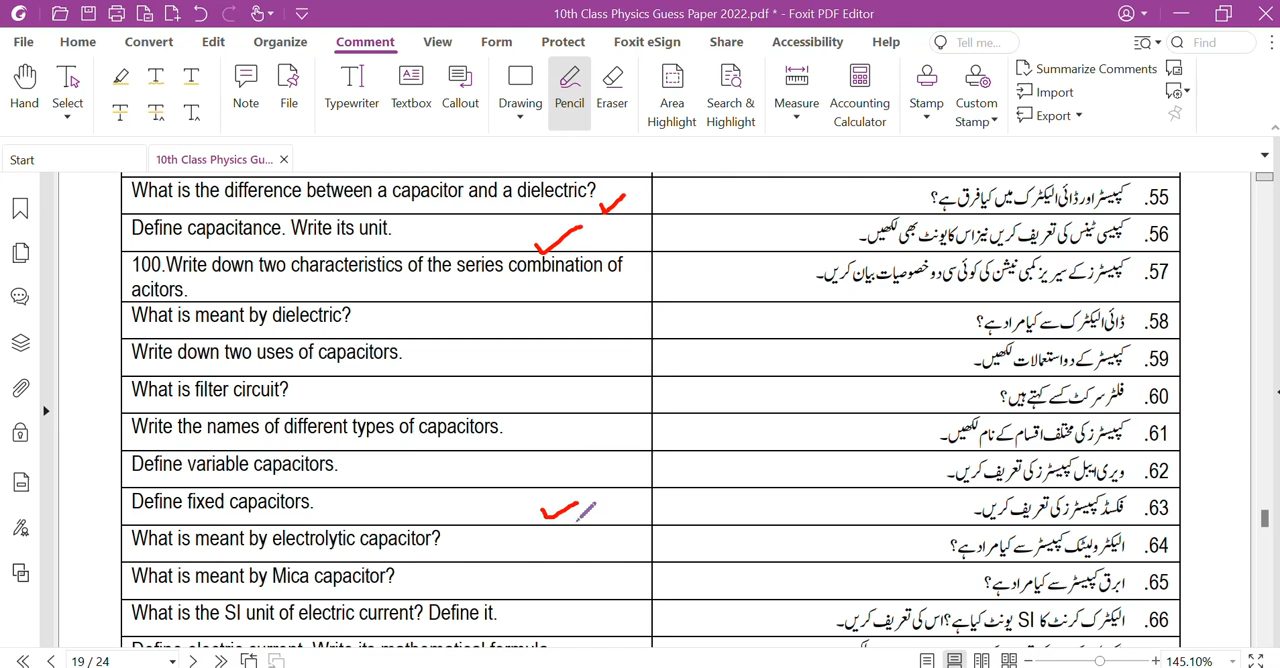 10th Class Physics Guess Paper 2022.pdf * - Foxit PDF Editor
File Home Convert Edit Organize Comment View Form Protect Foxit eSign Share Accessibility Help Tell me... Find
Hand Select Note File Typewriter Textbox Callout Drawing Pencil Eraser Area Highlight Search & Highlight Measure Accounting Calculator Stamp Custom Stamp
Summarize Comments
Import
Export
Start 10th Class Physics Gu...
What is the difference between a capacitor and a dielectric? کپیسٹر اور ڈائی الیکٹرک میں کیا فرق ہے؟ .55
Define capacitance. Write its unit. کپیسی ٹینس کی تعریف کریں نیز اس کا یونٹ بھی لکھیں۔ .56
100.Write down two characteristics of the series combination of کپیسٹرز کے سیریز کمبی نیشن کی کوئی سی دو خصوصیات بیان کریں۔ .57
acitors.
What is meant by dielectric? ڈائی الیکٹرک سے کیا مراد ہے؟ .58
Write down two uses of capacitors. کپیسٹر کے دو استعمالات لکھیں۔ .59
What is filter circuit? فلٹر سرکٹ کسے کہتے ہیں؟ .60
Write the names of different types of capacitors. کپیسٹرز کی مختلف اقسام کے نام لکھیں۔ .61
Define variable capacitors. ویری ایبل کپیسٹرز کی تعریف کریں۔ .62
Define fixed capacitors. فکسڈ کپیسٹرز کی تعریف کریں۔ .63
What is meant by electrolytic capacitor? الیکٹرولیٹک کپیسٹر سے کیا مراد ہے؟ .64
What is meant by Mica capacitor? ابرق کپیسٹر سے کیا مراد ہے؟ .65
What is the SI unit of electric current? Define it. الیکٹرک کرنٹ کا SI یونٹ کیا ہے؟ اس کی تعریف کریں۔ .66
Define electric current. Write its mathematical formula.
19 / 24 145.10%